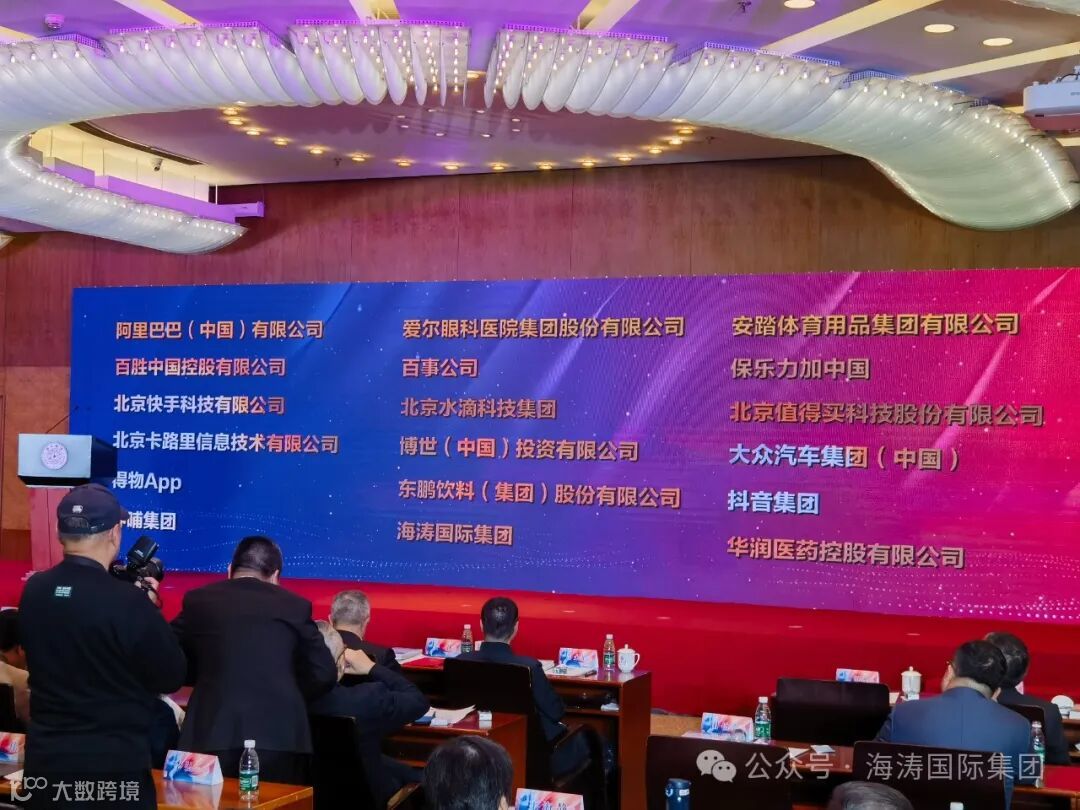 阿里巴巴（中国）有限公司
百胜中国控股有限公司
北京快手科技有限公司
北京卡路里信息技术有限公司
得物App
哺集团
爱尔眼科医院集团股份有限公司
百事公司
北京水滴科技集团
博世（中国）投资有限公司
东鹏饮料（集团）股份有限公司
海涛国际集团
安踏体育用品集团有限公司
保乐力加中国
北京值得买科技股份有限公司
大众汽车集团（中国）
抖音集团
华润医药控股有限公司
大数跨境
公众号 海涛国际集团